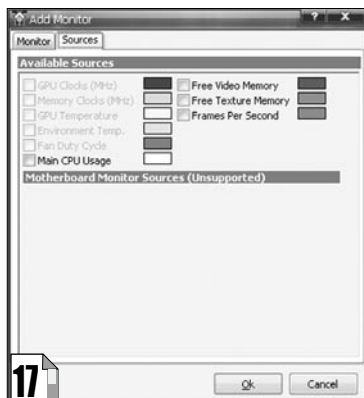 Add Monitor
Monitor Sources
Available Sources
GPU Clocks (MHz)
Memory Clocks (MHz)
GPU Temperature
Environment Temp.
Fan Duty Cycle
Main CPU Usage
Free Video Memory
Free Texture Memory
Frames Per Second
Motherboard Monitor Sources (Unsupported)
17
Ok
Cancel